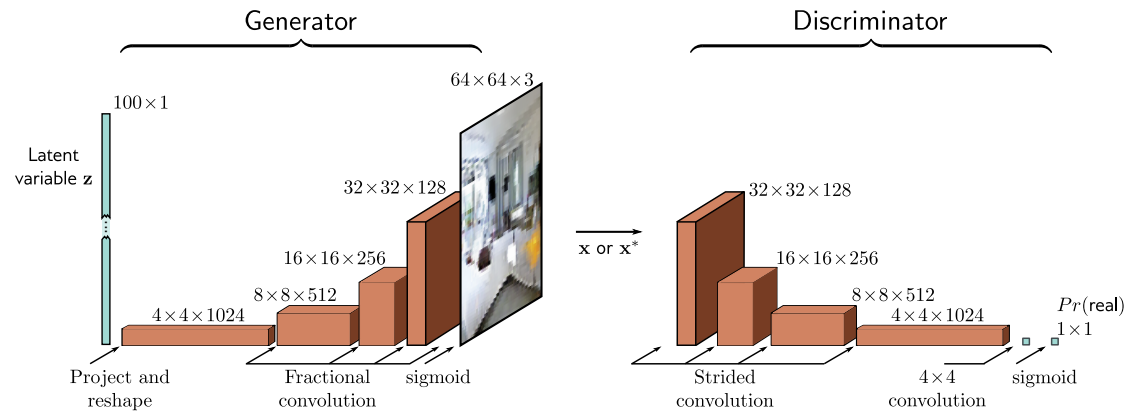 Generator
Discriminator
64×64×3
100×1
Latent
variable z
32×32×128
32×32×128
x or x*
16×16×256
16×16×256
8×8×512
8×8×512
4×4×1024
4×4×1024
Pr(real)
1×1
Project and
reshape
Fractional
convolution
sigmoid
Strided
convolution
4×4
convolution
sigmoid